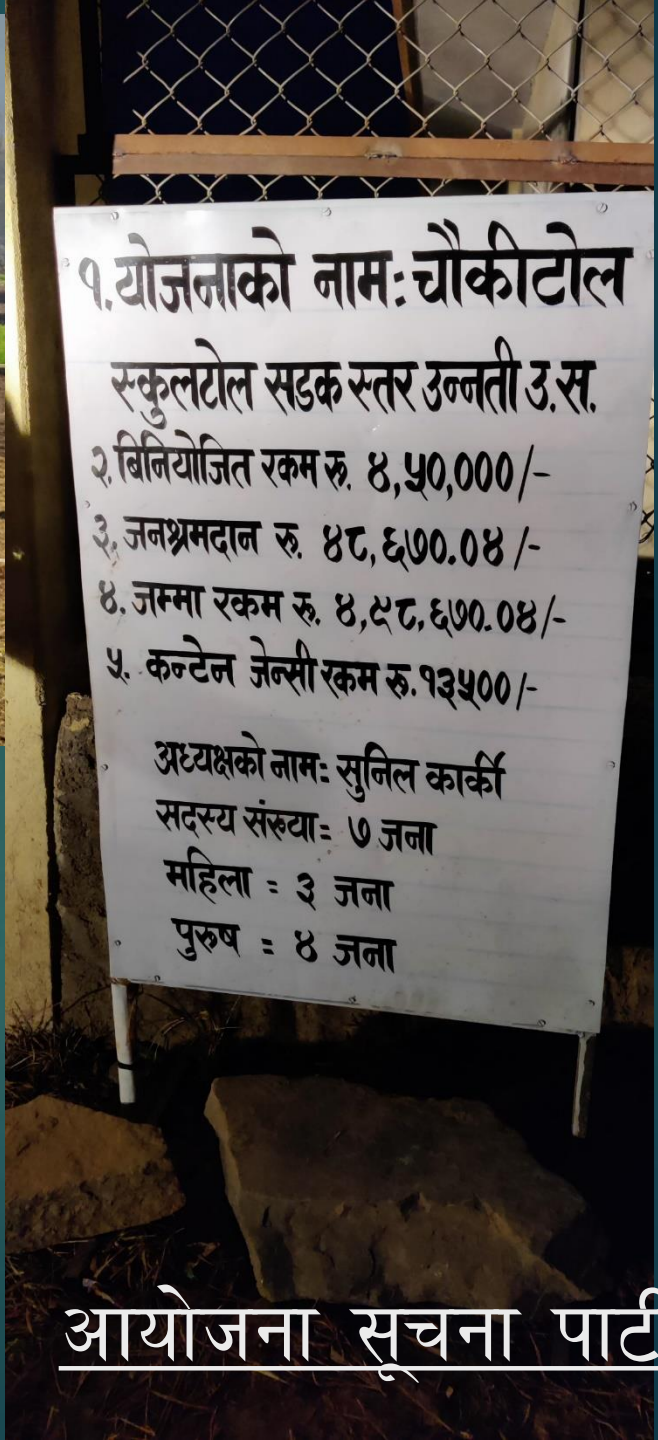 १.योजनाको नाम:चौकीटोल
स्कुलटोल सडक स्तर उन्नती उ.स.
२.बिनियोजित रकम रू. ४,५०,०००/-
३.जनश्रमदान रू. ४८,६७०.०४/-
४. जम्मा रकम रू. ४,९८,६७०.०४/-
५. कन्टेन जेन्सी रकम रू.१३५००/-
अध्यक्षको नाम: सुनिल कार्की
सदस्य संख्या= ७ जना
महिला = ३ जना
पुरुष = ४ जना
आयोजना सूचना पाटी